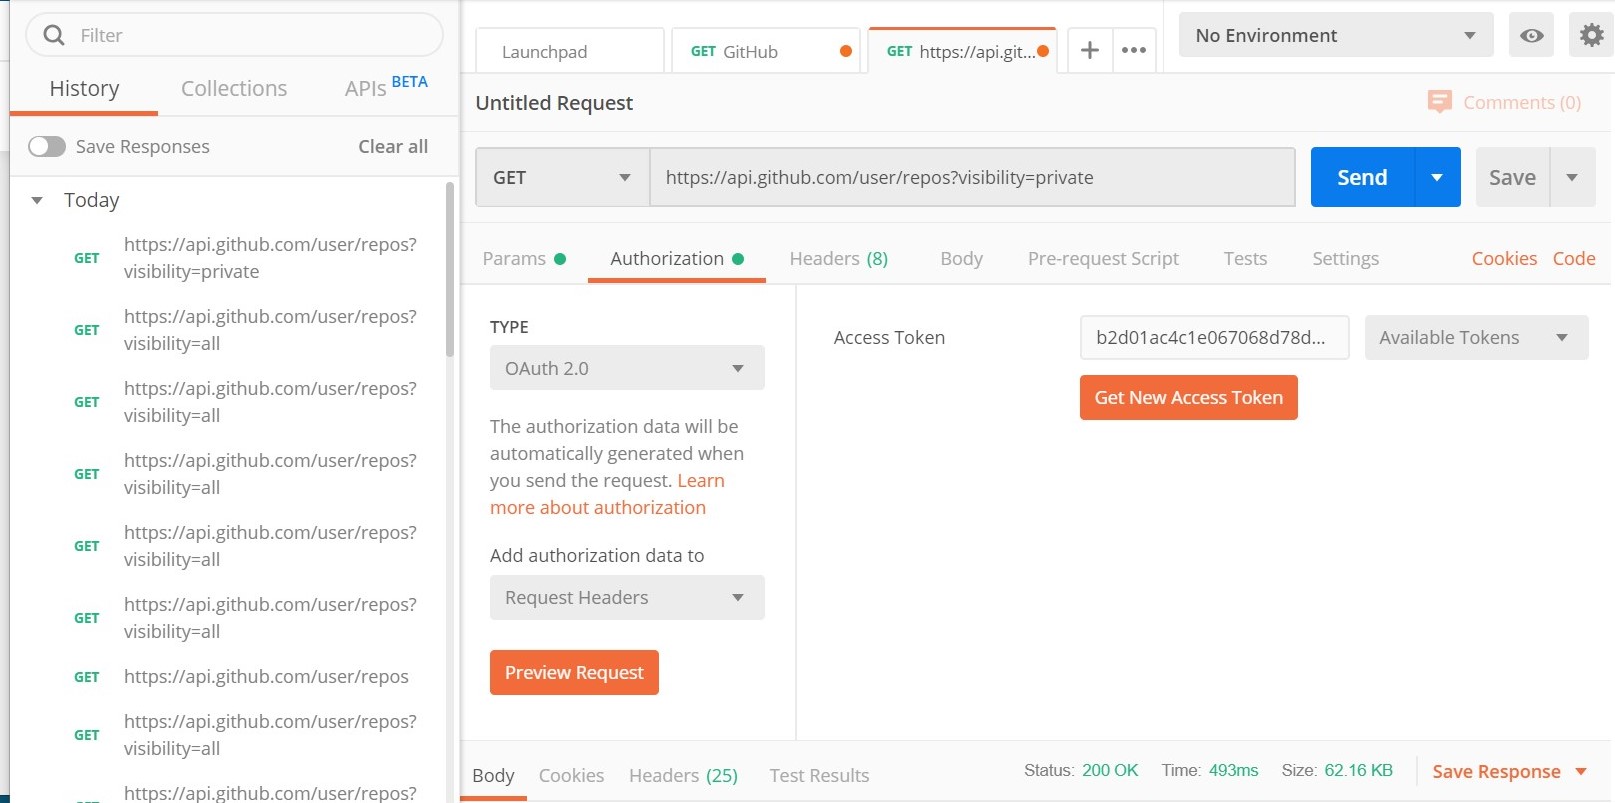 Filter
History
Collections
APIs BETA
Save Responses
Clear all
Today
GET
https://api.github.com/user/repos?
visibility=private
GET
https://api.github.com/user/repos?
visibility=all
GET
https://api.github.com/user/repos?
visibility=all
GET
https://api.github.com/user/repos?
visibility=all
GET
https://api.github.com/user/repos?
visibility=all
GET
https://api.github.com/user/repos?
visibility=all
GET
https://api.github.com/user/repos
GET
https://api.github.com/user/repos?
visibility=all
https://api.github.com/user/repos?
Launchpad
GET GitHub
GET https://api.git...
No Environment
Untitled Request
Comments (0)
GET
https://api.github.com/user/repos?visibility=private
Send
Save
Params
Authorization
Headers (8)
Body
Pre-request Script
Tests
Settings
Cookies
Code
TYPE
OAuth 2.0
The authorization data will be
automatically generated when
you send the request. Learn
more about authorization
Add authorization data to
Request Headers
Preview Request
Access Token
b2d01ac4c1e067068d78d...
Available Tokens
Get New Access Token
Body
Cookies
Headers (25)
Test Results
Status: 200 OK
Time: 493ms
Size: 62.16 KB
Save Response